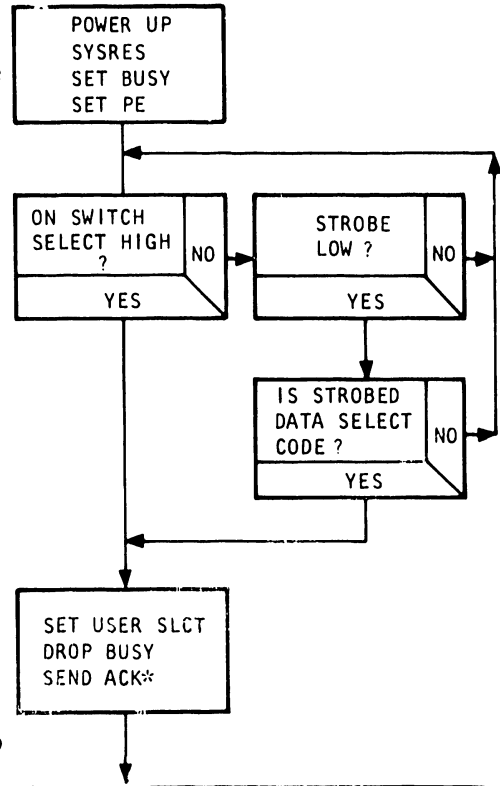 POWER UP
SYSRES
SET BUSY
SET PE
ON SWITCH
SELECT HIGH
?
NO
YES
STROBE
LOW ?
NO
YES
IS STROBED
DATA SELECT
CODE ?
NO
YES
SET USER SLCT
DROP BUSY
SEND ACK*